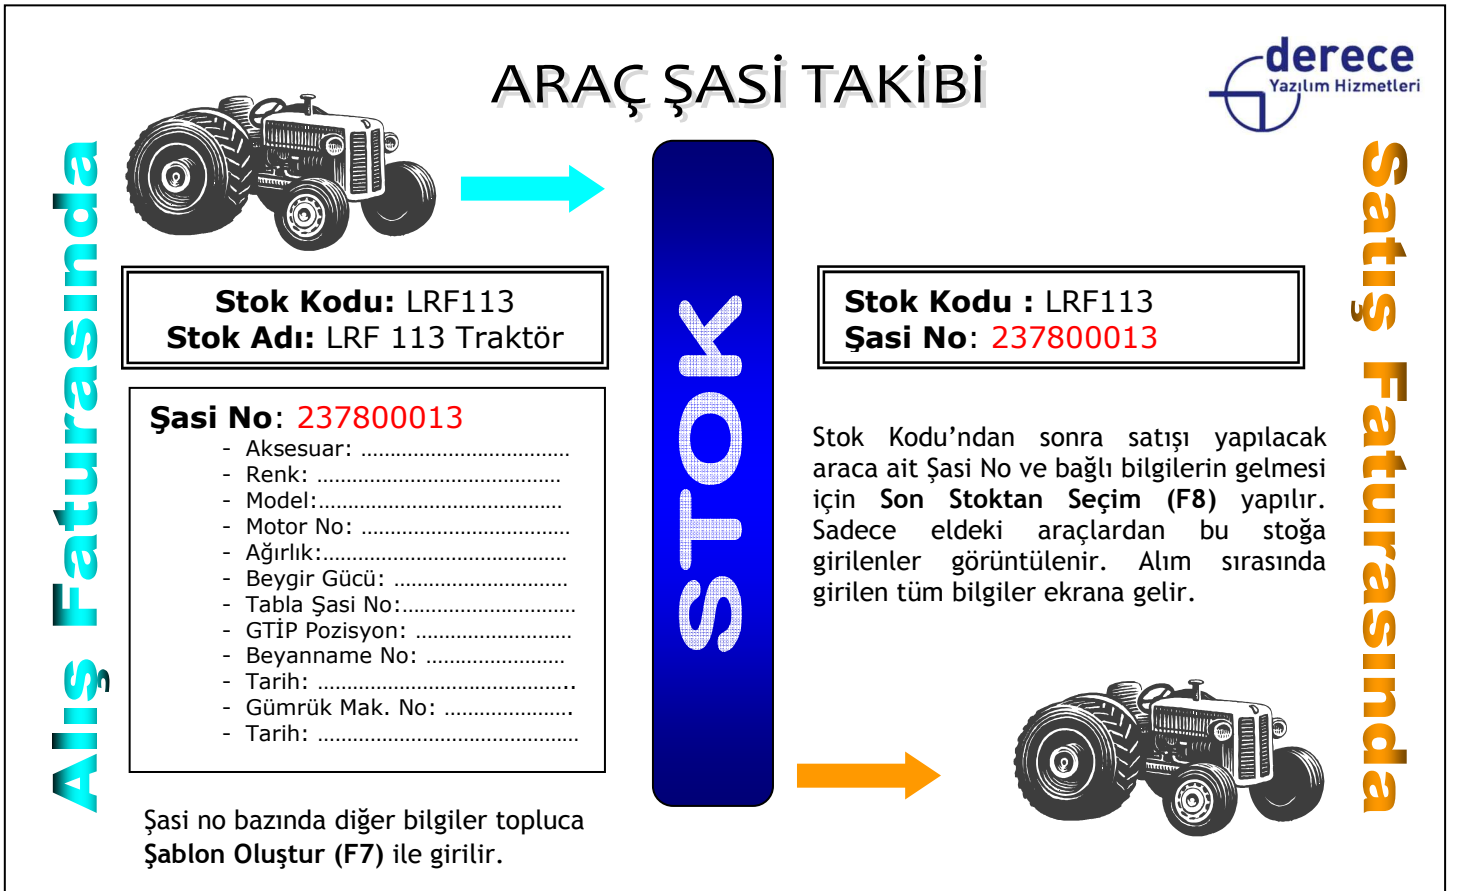 ARAÇ ŞASİ TAKİBİ
derece
Yazılım Hizmetleri
Alış Faturasında
Stok Kodu: LRF113
Stok Adı: LRF 113 Traktör
Şasi No: 237800013
- Aksesuar: ....................................
- Renk: ..........................................
- Model:..........................................
- Motor No: ....................................
- Ağırlık:..........................................
- Beygir Gücü: ..............................
- Tabla Şasi No:..............................
- GTİP Pozisyon: ...........................
- Beyanname No: ........................
- Tarih: .............................................
- Gümrük Mak. No: ......................
- Tarih: .............................................
Şasi no bazında diğer bilgiler topluca
Şablon Oluştur (F7) ile girilir.
STOK
Stok Kodu : LRF113
Şasi No: 237800013
Stok Kodu’ndan sonra satışı yapılacak
araca ait Şasi No ve bağlı bilgilerin gelmesi
için Son Stoktan Seçim (F8) yapılır.
Sadece eldeki araçlardan bu stoğa
girilenler görüntülenir. Alım sırasında
girilen tüm bilgiler ekrana gelir.
Satış Faturasında